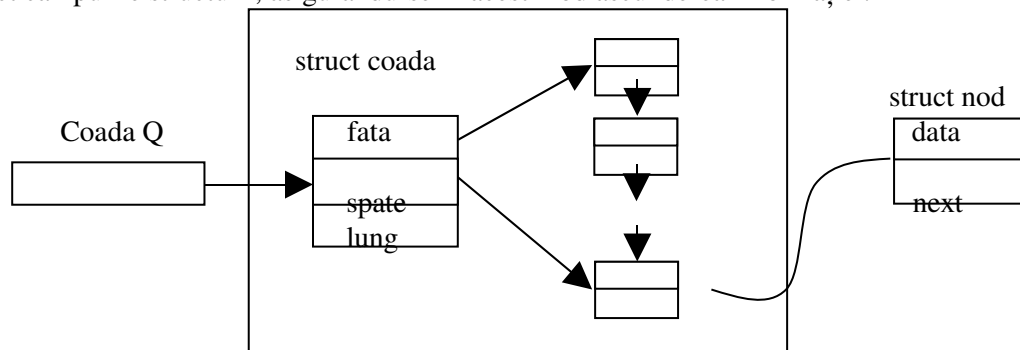 struct coada
struct nod
Coada Q
fata
data
spate
next
lung